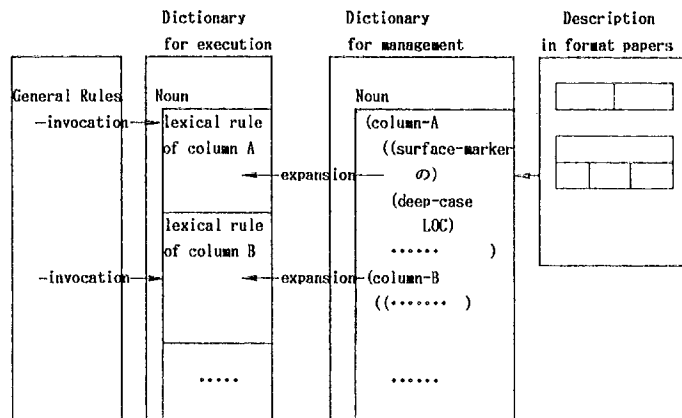 Dictionary
for execution
Dictionary
for management
Description
in format papers
General Rules
—invocation
—invocation
Noun
lexical rule
of column A
lexical rule
of column B
.....
expansion
expansion
Noun
(column-A
((surface-marker
の)
(deep-case
LOC)
...... )
(column-B
((....... )
......